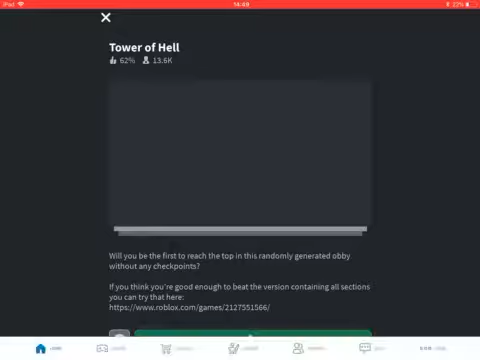 iPad
14:49
22%
Tower of Hell
62% 13.6K
Will you be the first to reach the top in this randomly generated obby
without any checkpoints?
If you think you're good enough to beat the version containing all sections
you can try that here:
https://www.roblox.com/games/2127551566/